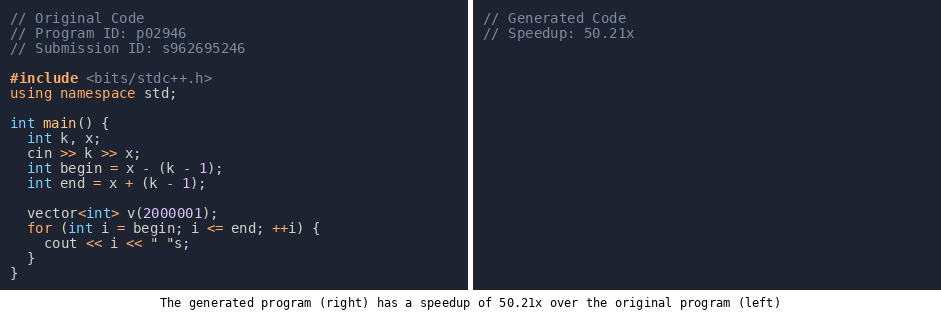 // Original Code
// Program ID: p02946
// Submission ID: s962695246

#include <bits/stdc++.h>
using namespace std;

int main() {
  int k, x;
  cin >> k >> x;
  int begin = x - (k - 1);
  int end = x + (k - 1);

  vector<int> v(2000001);
  for (int i = begin; i <= end; ++i) {
    cout << i << " "s;
  }
}
// Generated Code
// Speedup: 50.21x
The generated program (right) has a speedup of 50.21x over the original program (left)